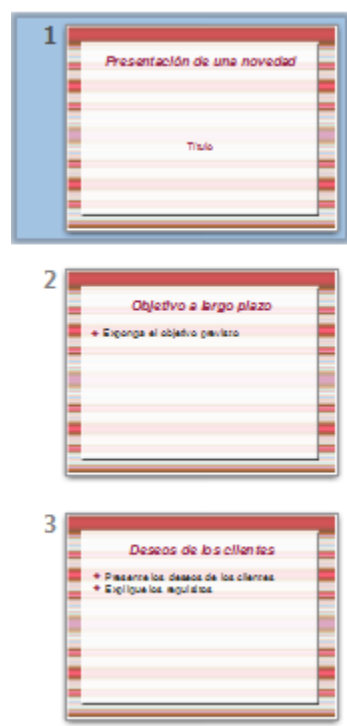 1
Presentación de una novedad
Título
2
Objetivo a largo plazo
Exponga el objetivo previsto
3
Deseos de los clientes
Presente los deseos de los clientes
Explique los requisitos